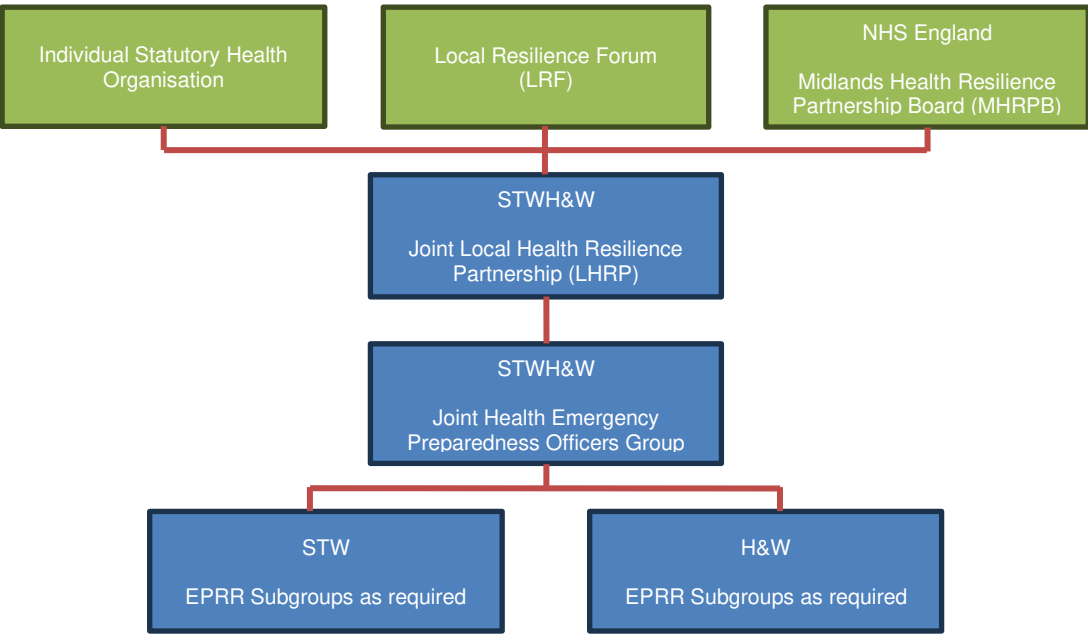 Individual Statutory Health
Organisation
Local Resilience Forum
(LRF)
NHS England
Midlands Health Resilience
Partnership Board (MHRPB)
STWH&W
Joint Local Health Resilience
Partnership (LHRP)
STWH&W
Joint Health Emergency
Preparedness Officers Group
STW
EPRR Subgroups as required
H&W
EPRR Subgroups as required